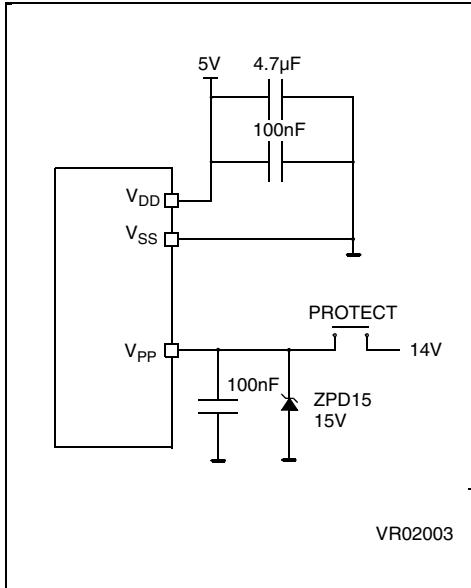 5V 4.7µF
100nF
VDD
VSS
PROTECT
VPP
14V
100nF
ZPD15
15V
VR02003